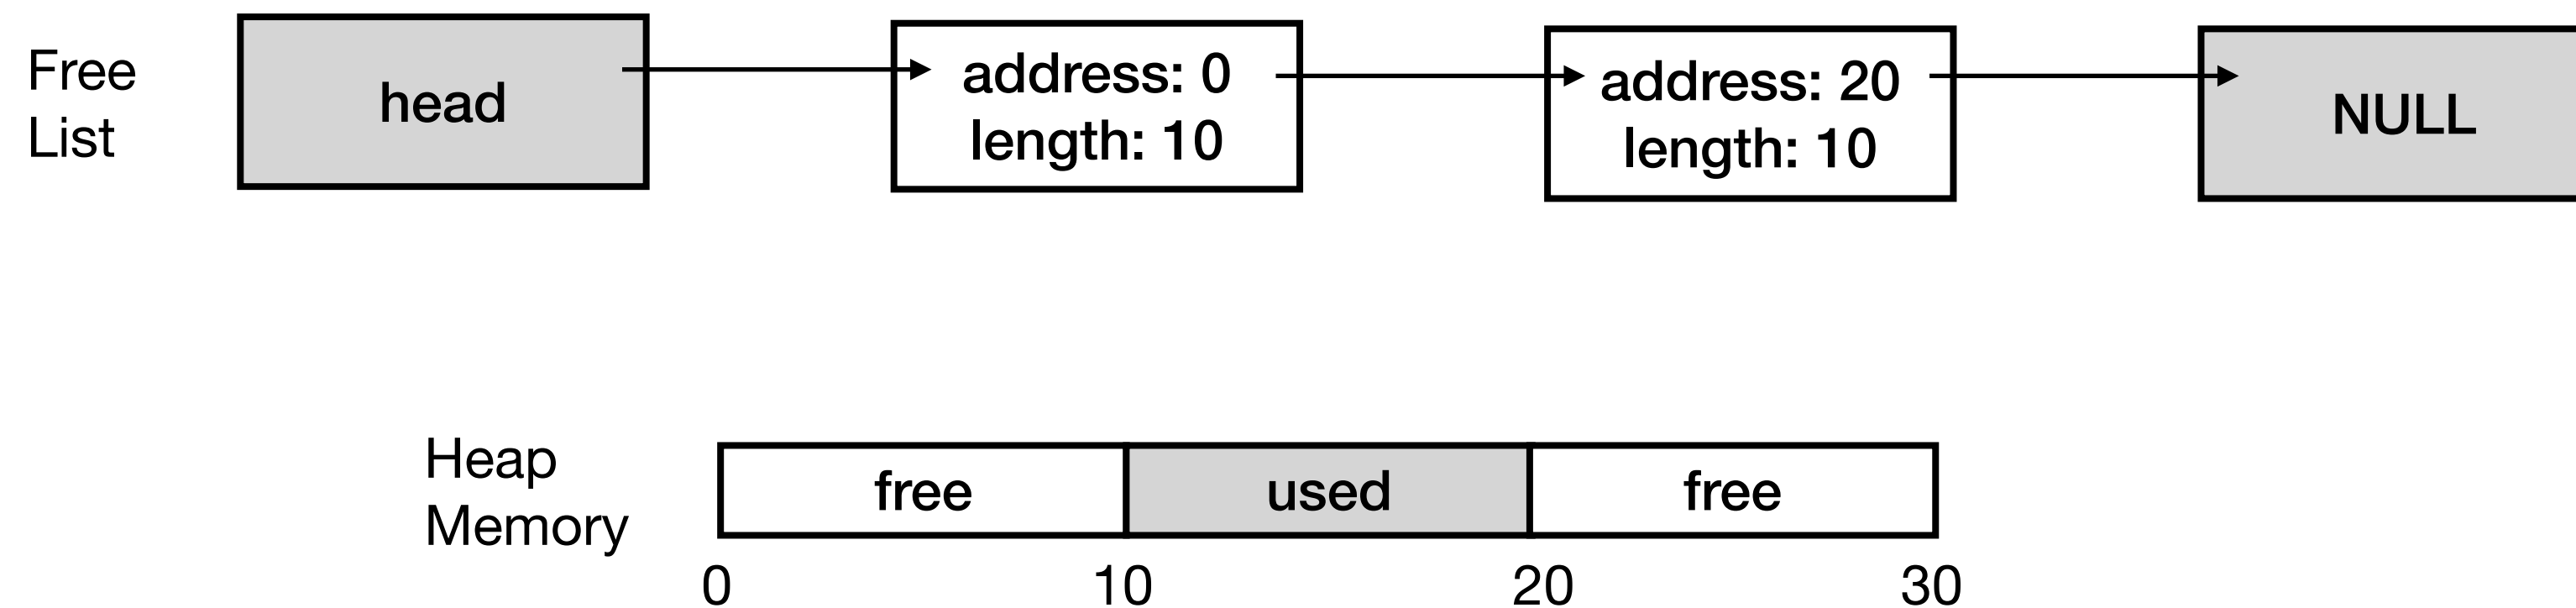 Free
List
head
address: 0
length: 10
address: 20
length: 10
NULL
Heap
Memory
free
used
free
0
10
20
30